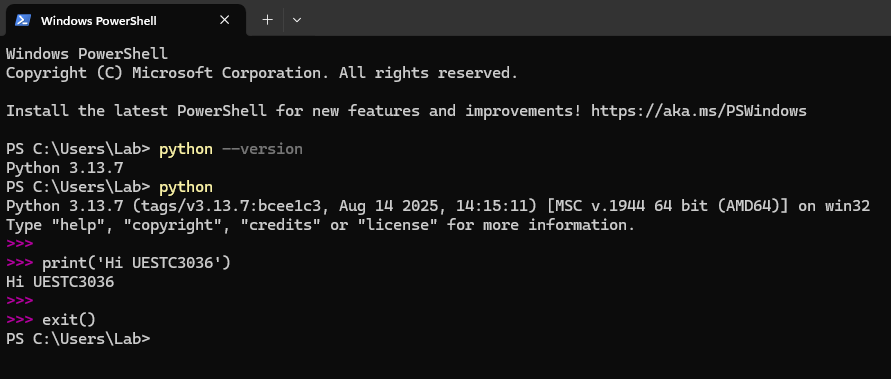 Windows PowerShell
Windows PowerShell
Copyright (C) Microsoft Corporation. All rights reserved.
Install the latest PowerShell for new features and improvements! https://aka.ms/PSWindows
PS C:\Users\Lab> python --version
Python 3.13.7
PS C:\Users\Lab> python
Python 3.13.7 (tags/v3.13.7:bcee1c3, Aug 14 2025, 14:15:11) [MSC v.1944 64 bit (AMD64)] on win32
Type "help", "copyright", "credits" or "license" for more information.
>>>
>>> print('Hi UESTC3036')
Hi UESTC3036
>>>
>>> exit()
PS C:\Users\Lab>